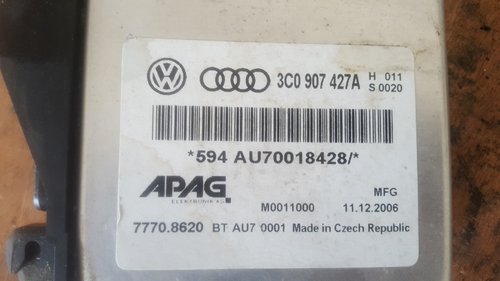 3C0 907 427A H 011
S 0020
*594 AU70018428/*
APAG
ELEKTRONIK AG.
MFG
M0011000 11.12.2006
7770.8620 BT AU7 0001 Made in Czech Republic